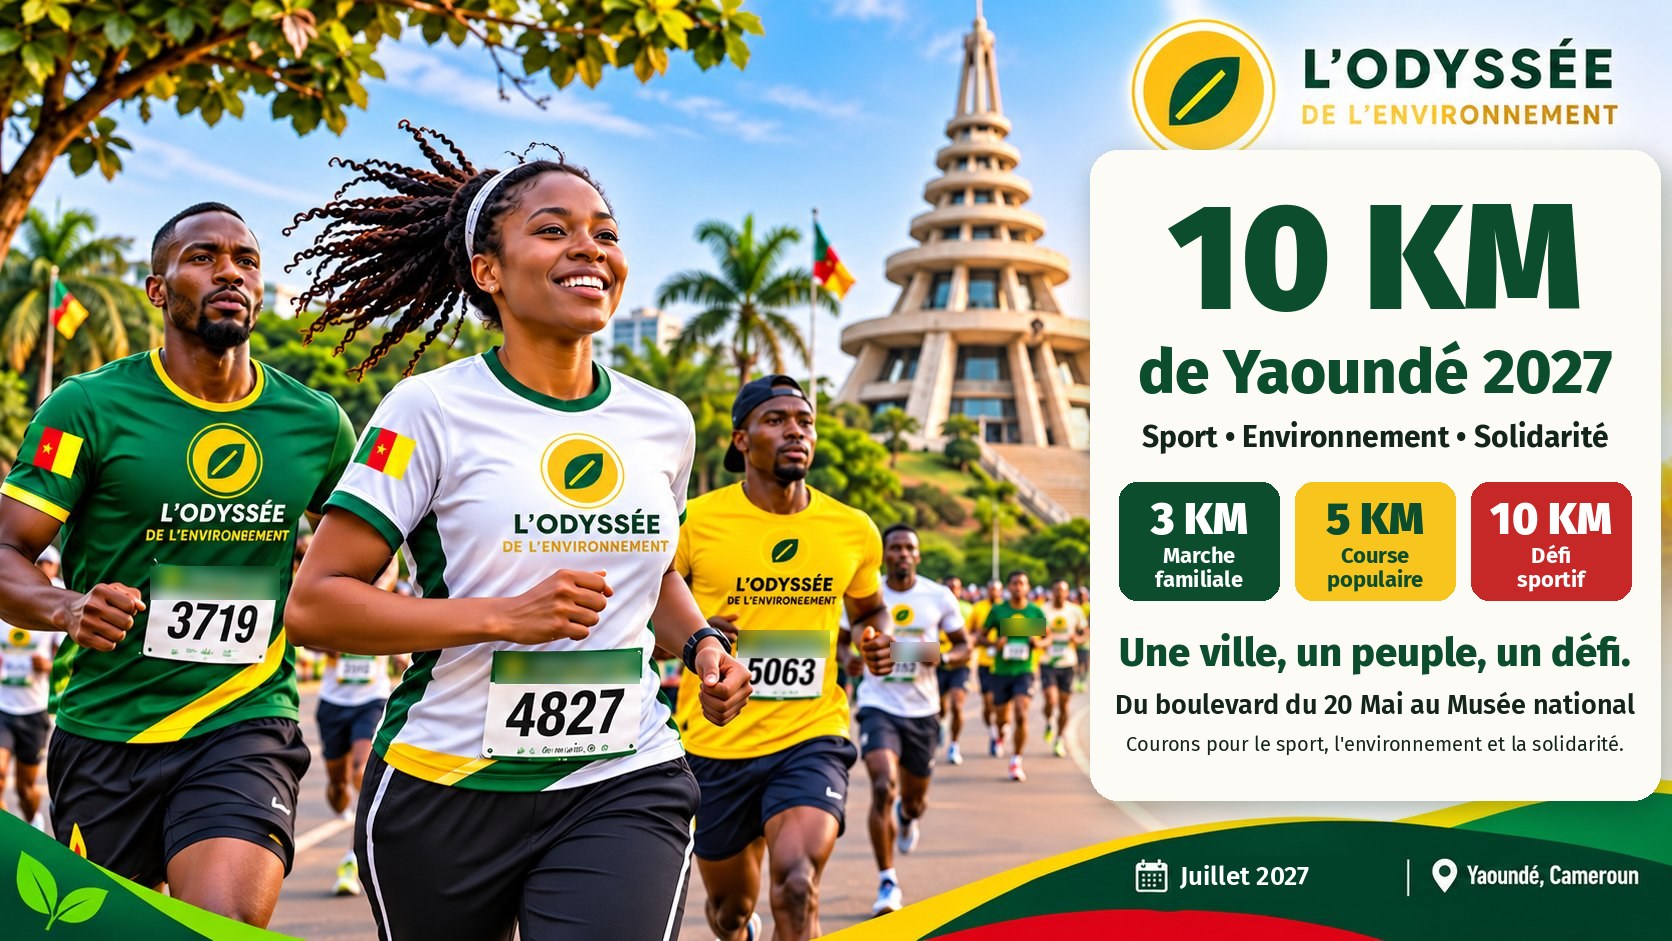 L'ODYSSÉE
DE L'ENVIRONNEMENT
10 KM
de Yaoundé 2027
Sport • Environnement • Solidarité
3 KM
Marche
familiale
5 KM
Course
populaire
10 KM
Défi
sportif
Une ville, un peuple, un défi.
Du boulevard du 20 Mai au Musée national
Courons pour le sport, l'environnement et la solidarité.
Juillet 2027
Yaoundé, Cameroun
L'ODYSSÉE
DE L'ENVIRONBEMENT
3719
L'ODYSSÉE
DE L'ENVIRONNEMENT
4827
L'ODYSSÉE
DE L'ENVIRONEEMENT
5063